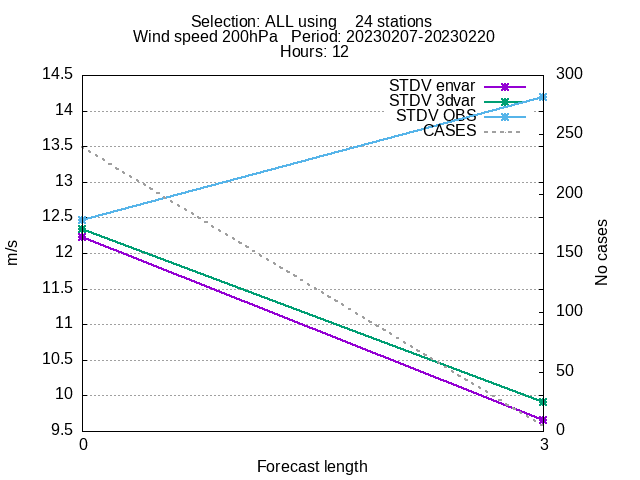 Selection: ALL using    24 stations
Wind speed 200hPa   Period: 20230207-20230220
Hours: 12
STDV envar
STDV 3dvar
STDV OBS
CASES
14.5
14
13.5
13
12.5
12
11.5
11
10.5
10
9.5
300
250
200
150
100
50
0
m/s
No cases
0
3
Forecast length